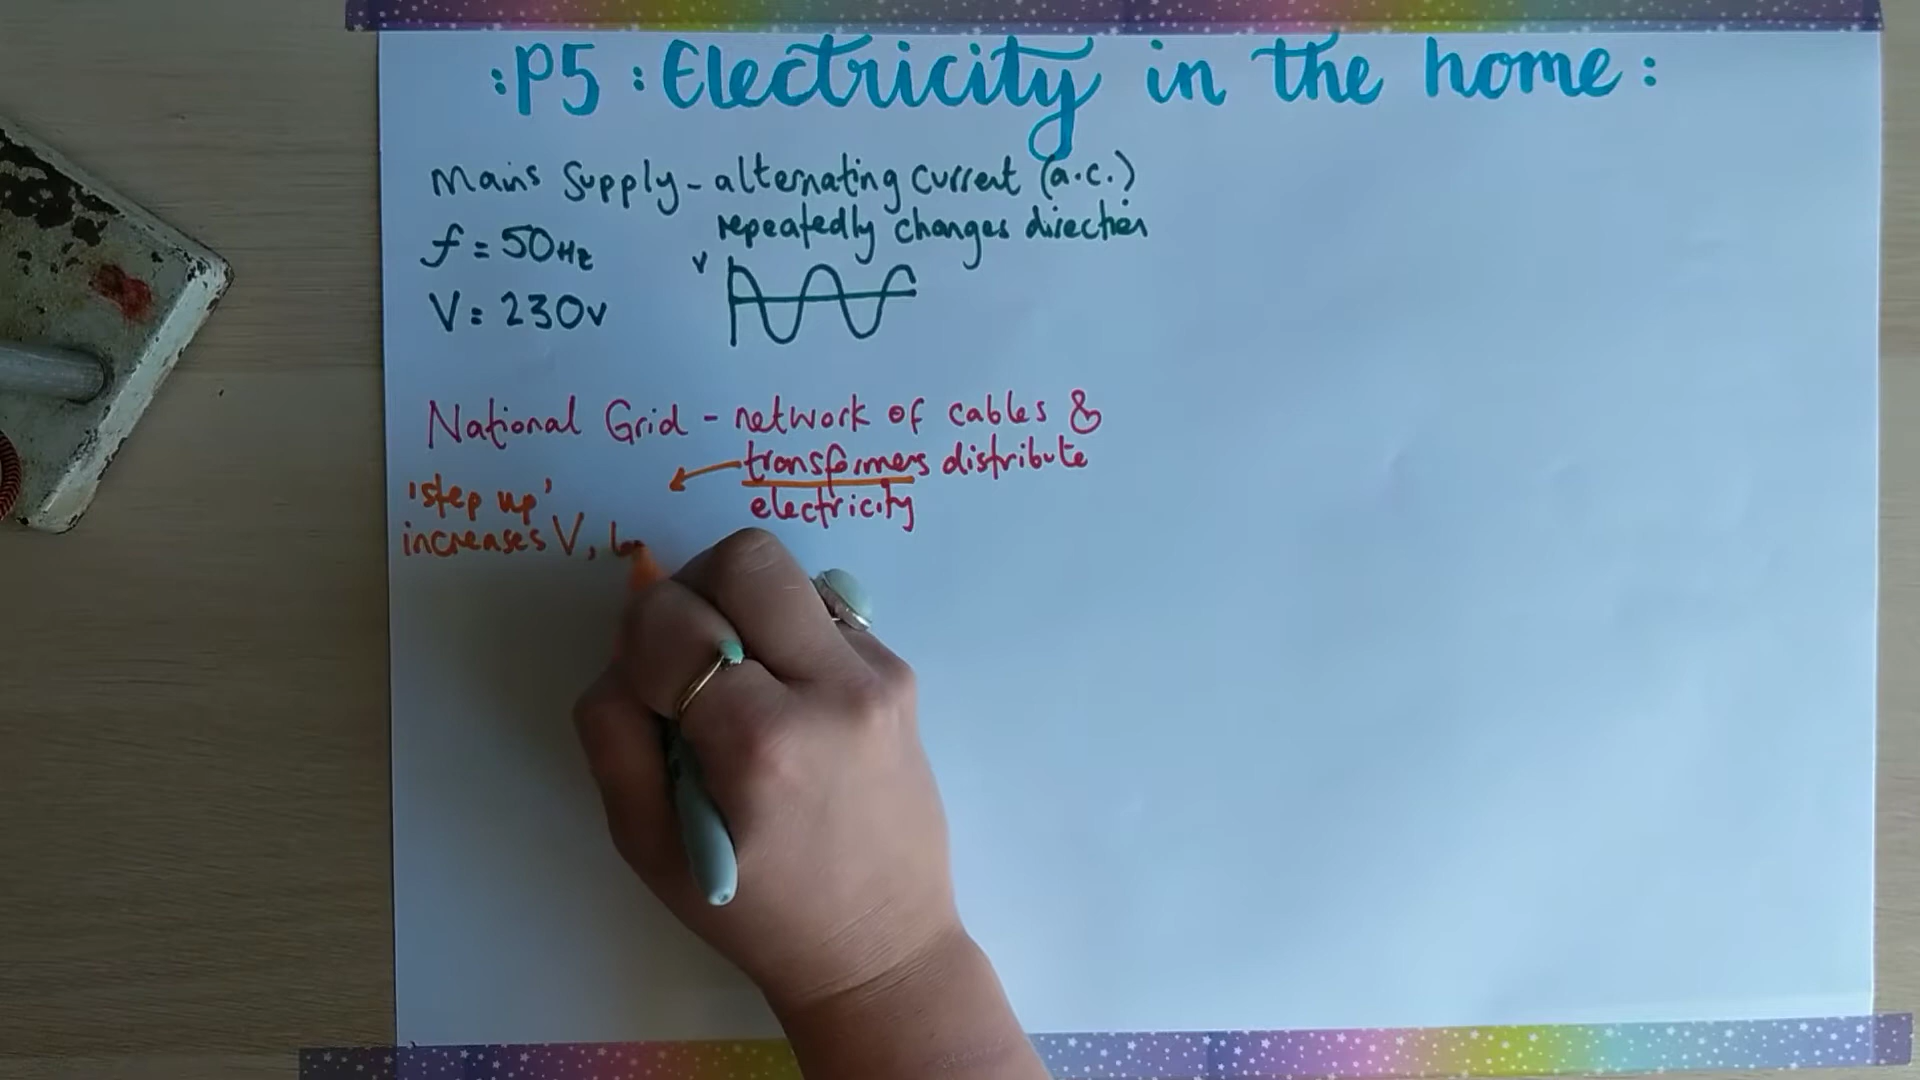 :P5: Electricity in the home:
Mains Supply - alternating current (a.c.)
repeatedly changes direction
f = 50Hz
V
V = 230v
National Grid - network of cables &
transformers distribute
electricity
'step up'
increases V,